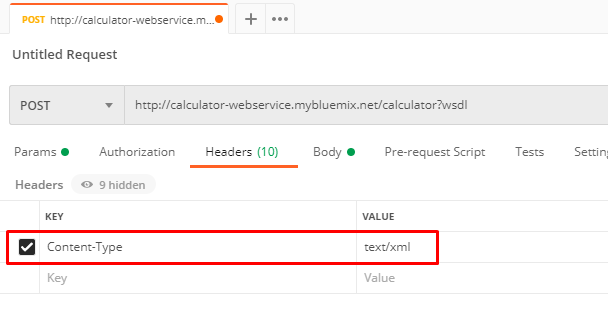 POST http://calculator-webservice.m...
Untitled Request
POST http://calculator-webservice.mybluemix.net/calculator?wsdl
Params Authorization Headers (10) Body Pre-request Script Tests Settin
Headers 9 hidden
KEY VALUE
Content-Type text/xml
Key Value